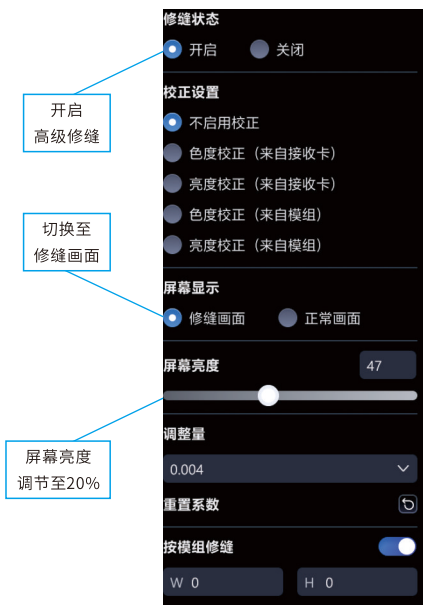 修缝状态
开启 关闭
开启
高级修缝
校正设置
不启用校正
色度校正（来自接收卡）
亮度校正（来自接收卡）
色度校正（来自模组）
亮度校正（来自模组）
切换至
修缝画面
屏幕显示
修缝画面 正常画面
屏幕亮度 47
屏幕亮度
调节至20%
调整量
0.004
重置系数
按模组修缝
W 0 H 0